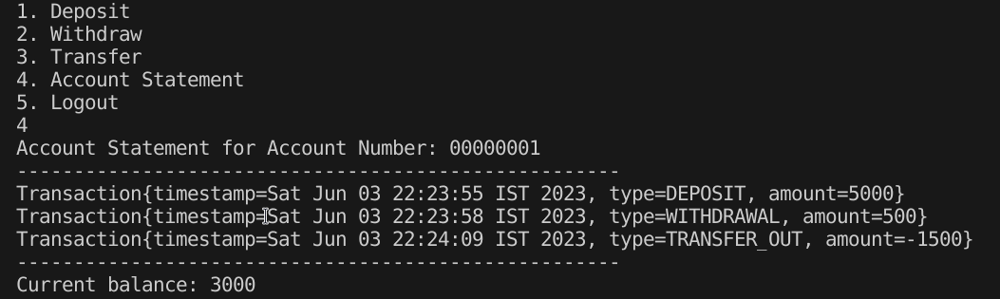 1. Deposit
2. Withdraw
3. Transfer
4. Account Statement
5. Logout
4
Account Statement for Account Number: 00000001
-----------------------------------------------------
Transaction{timestamp=Sat Jun 03 22:23:55 IST 2023, type=DEPOSIT, amount=5000}
Transaction{timestamp=Sat Jun 03 22:23:58 IST 2023, type=WITHDRAWAL, amount=500}
Transaction{timestamp=Sat Jun 03 22:24:09 IST 2023, type=TRANSFER_OUT, amount=-1500}
-----------------------------------------------------
Current balance: 3000